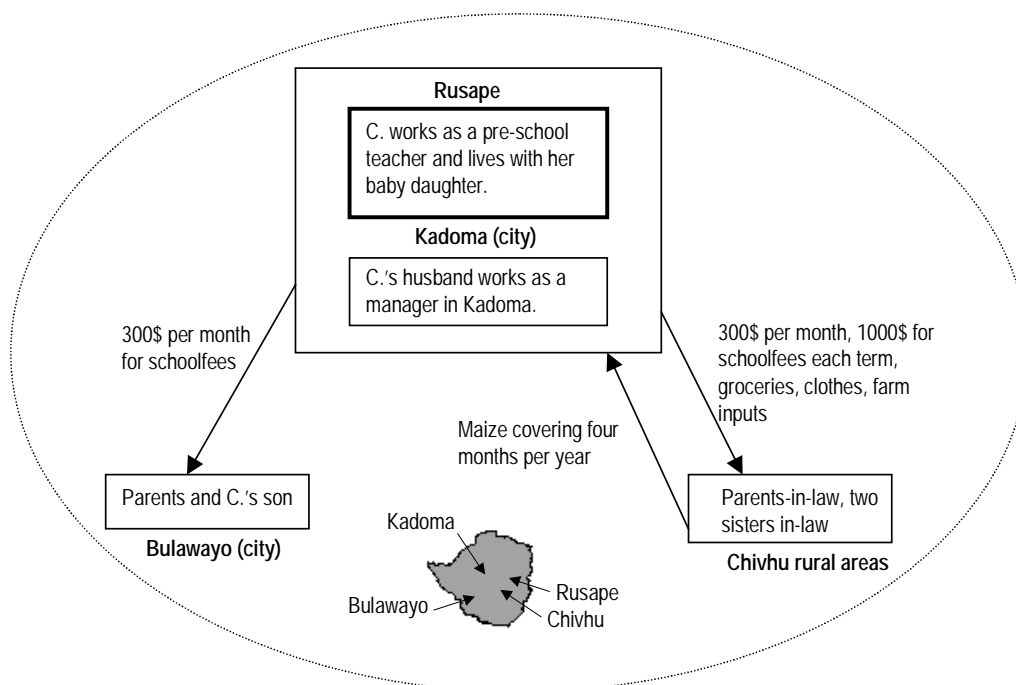 Rusape
C. works as a pre-school
teacher and lives with her
baby daughter.
Kadoma (city)
C.'s husband works as a
manager in Kadoma.
300$ per month
for schoolfees
300$ per month, 1000$ for
schoolfees each term,
groceries, clothes, farm
inputs
Maize covering four
months per year
Parents and C.'s son
Bulawayo (city)
Parents-in-law, two
sisters in-law
Chivhu rural areas
Kadoma
Rusape
Bulawayo
Chivhu